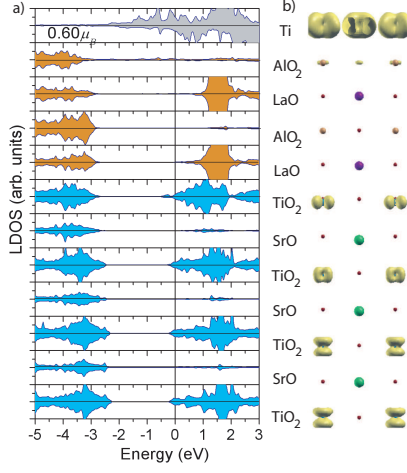 a)
b)
0.60μB
Ti
AlO2
LaO
AlO2
LaO
TiO2
SrO
TiO2
SrO
TiO2
SrO
TiO2
LDOS (arb. units)
-5 -4 -3 -2 -1 0 1 2 3
Energy (eV)